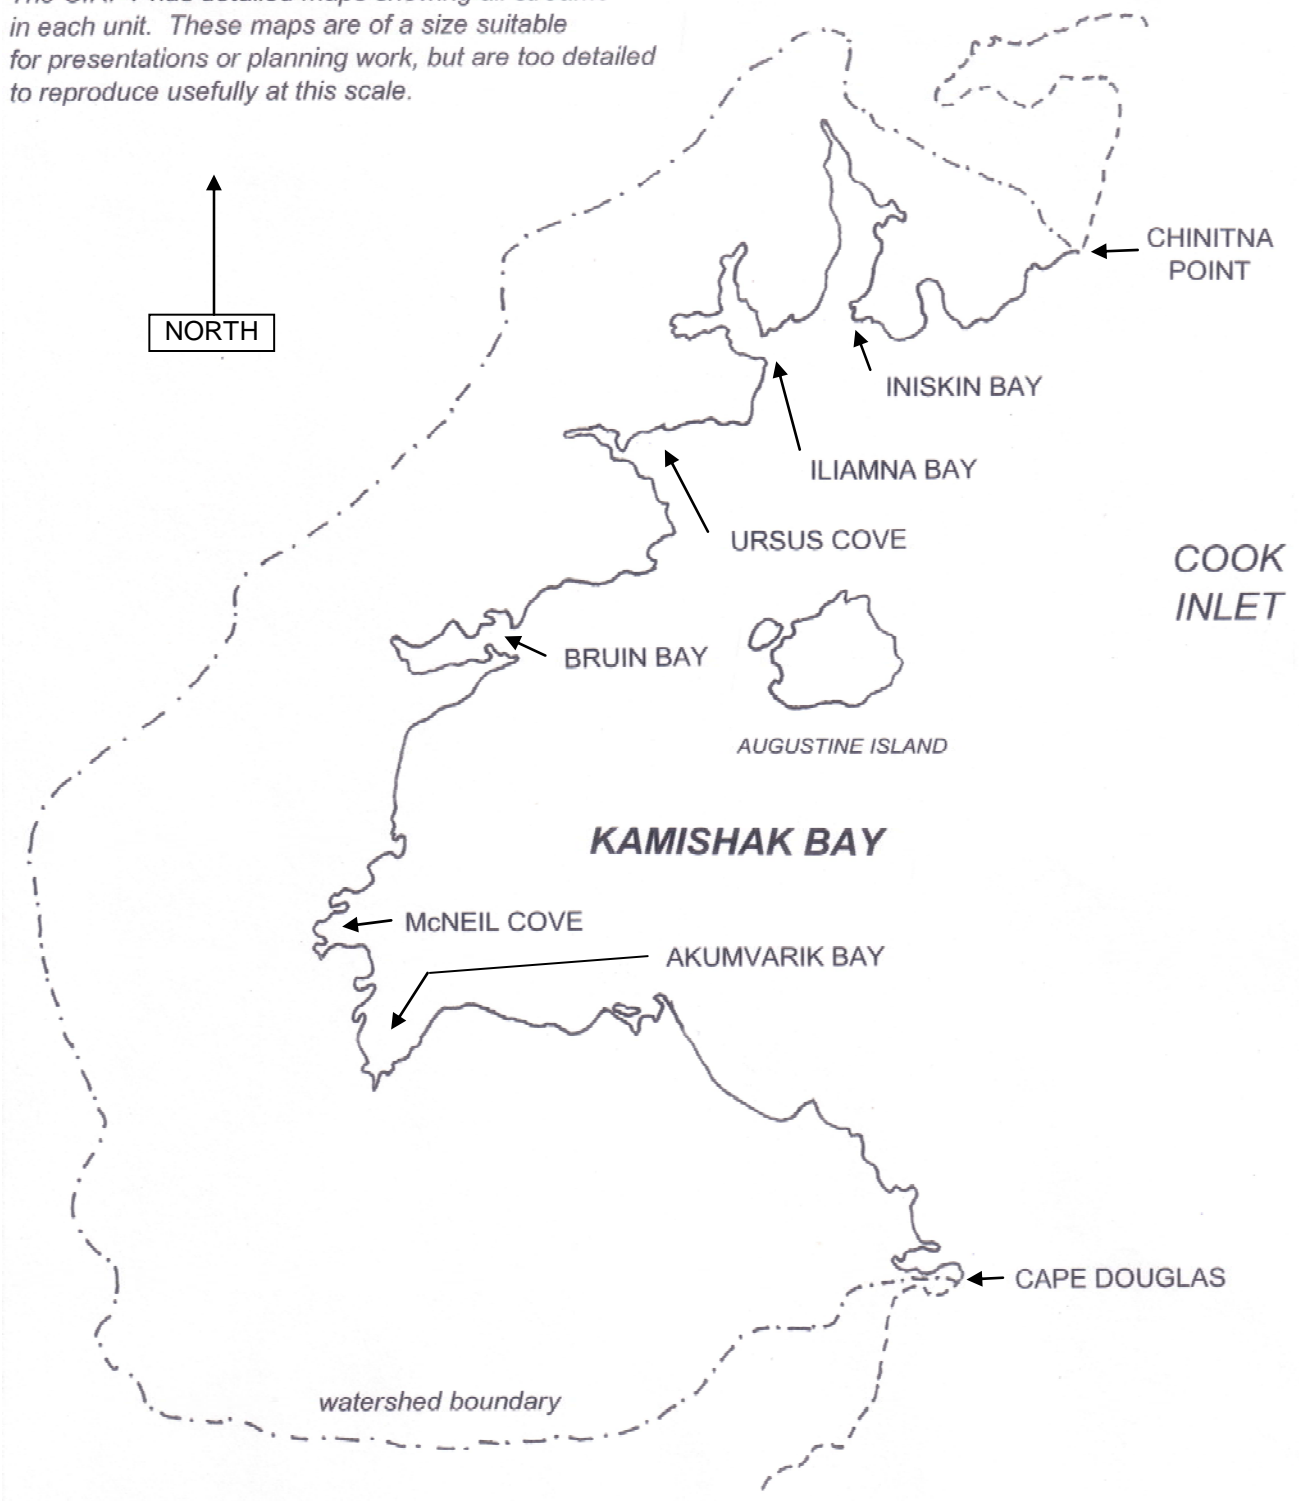 in each unit. These maps are of a size suitable
for presentations or planning work, but are too detailed
to reproduce usefully at this scale.
NORTH
CHINITNA
POINT
INISKIN BAY
ILIAMNA BAY
URSUS COVE
COOK
INLET
BRUIN BAY
AUGUSTINE ISLAND
KAMISHAK BAY
McNEIL COVE
AKUMVARIK BAY
CAPE DOUGLAS
watershed boundary